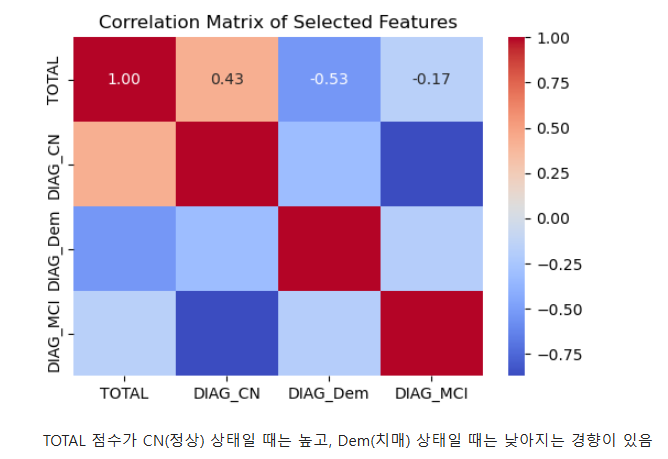 Correlation Matrix of Selected Features
1.00
TOTAL
1.00
0.43
-0.53
-0.17
0.75
DIAG_CN
0.50
0.25
0.00
DIAG_Dem
−0.25
−0.50
DIAG_MCI
−0.75
TOTAL
DIAG_CN
DIAG_Dem
DIAG_MCI
TOTAL 점수가 CN(정상) 상태일 때는 높고, Dem(치매) 상태일 때는 낮아지는 경향이 있음